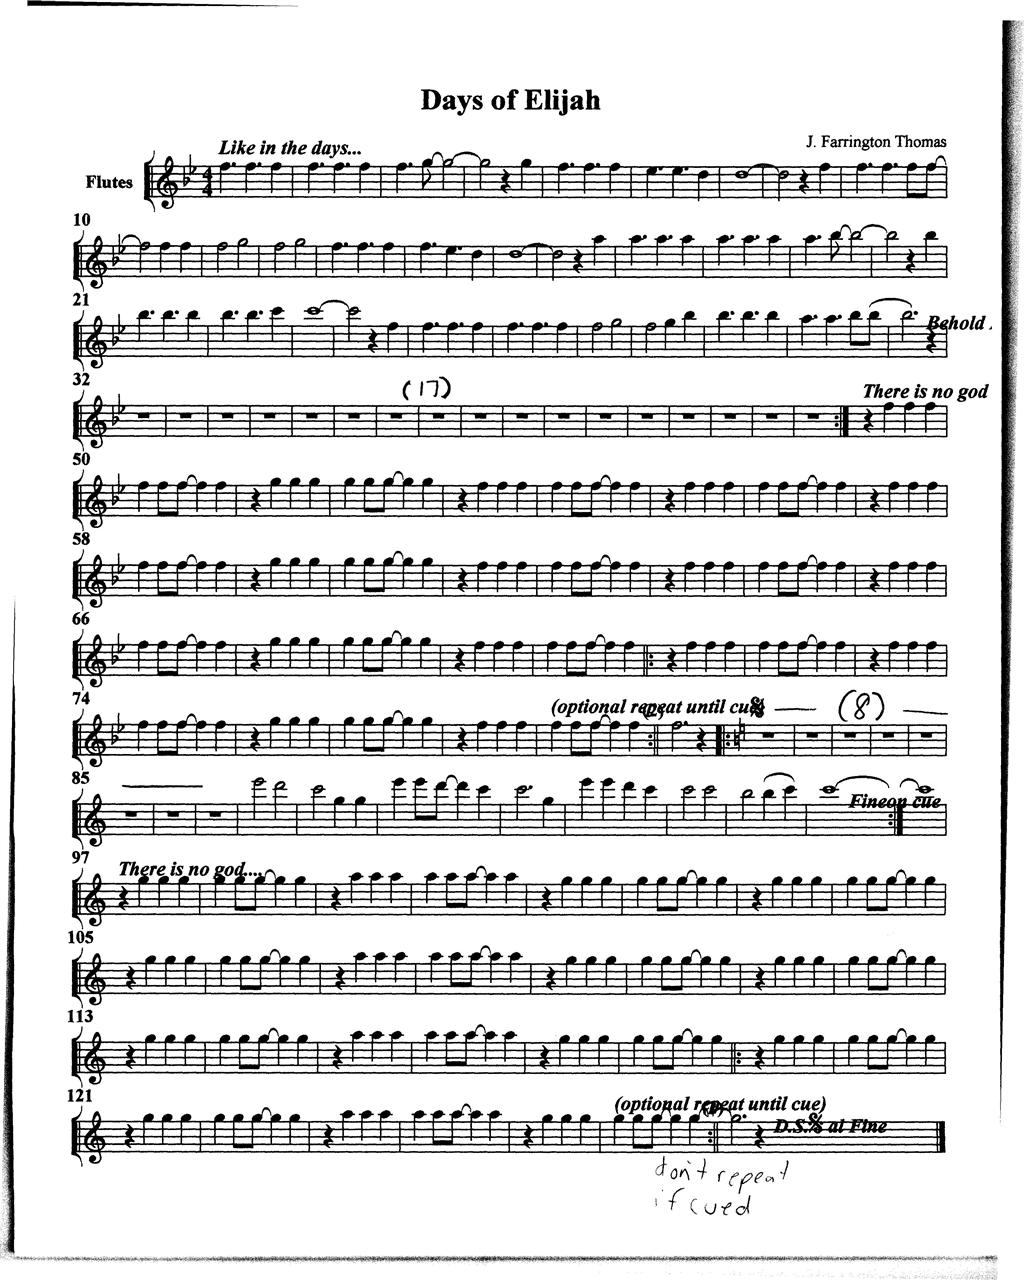 Days of Elijah
J. Farrington Thomas
Like in the days...
Flutes
10
21
Behold .
32
(17)
There is no god
50
58
66
74
(optional repeat until cue)
(8)
85
Fine on cue
97
There is no god....
105
113
121
(optional repeat until cue)
D.S. al Fine
don't repeat
if cued